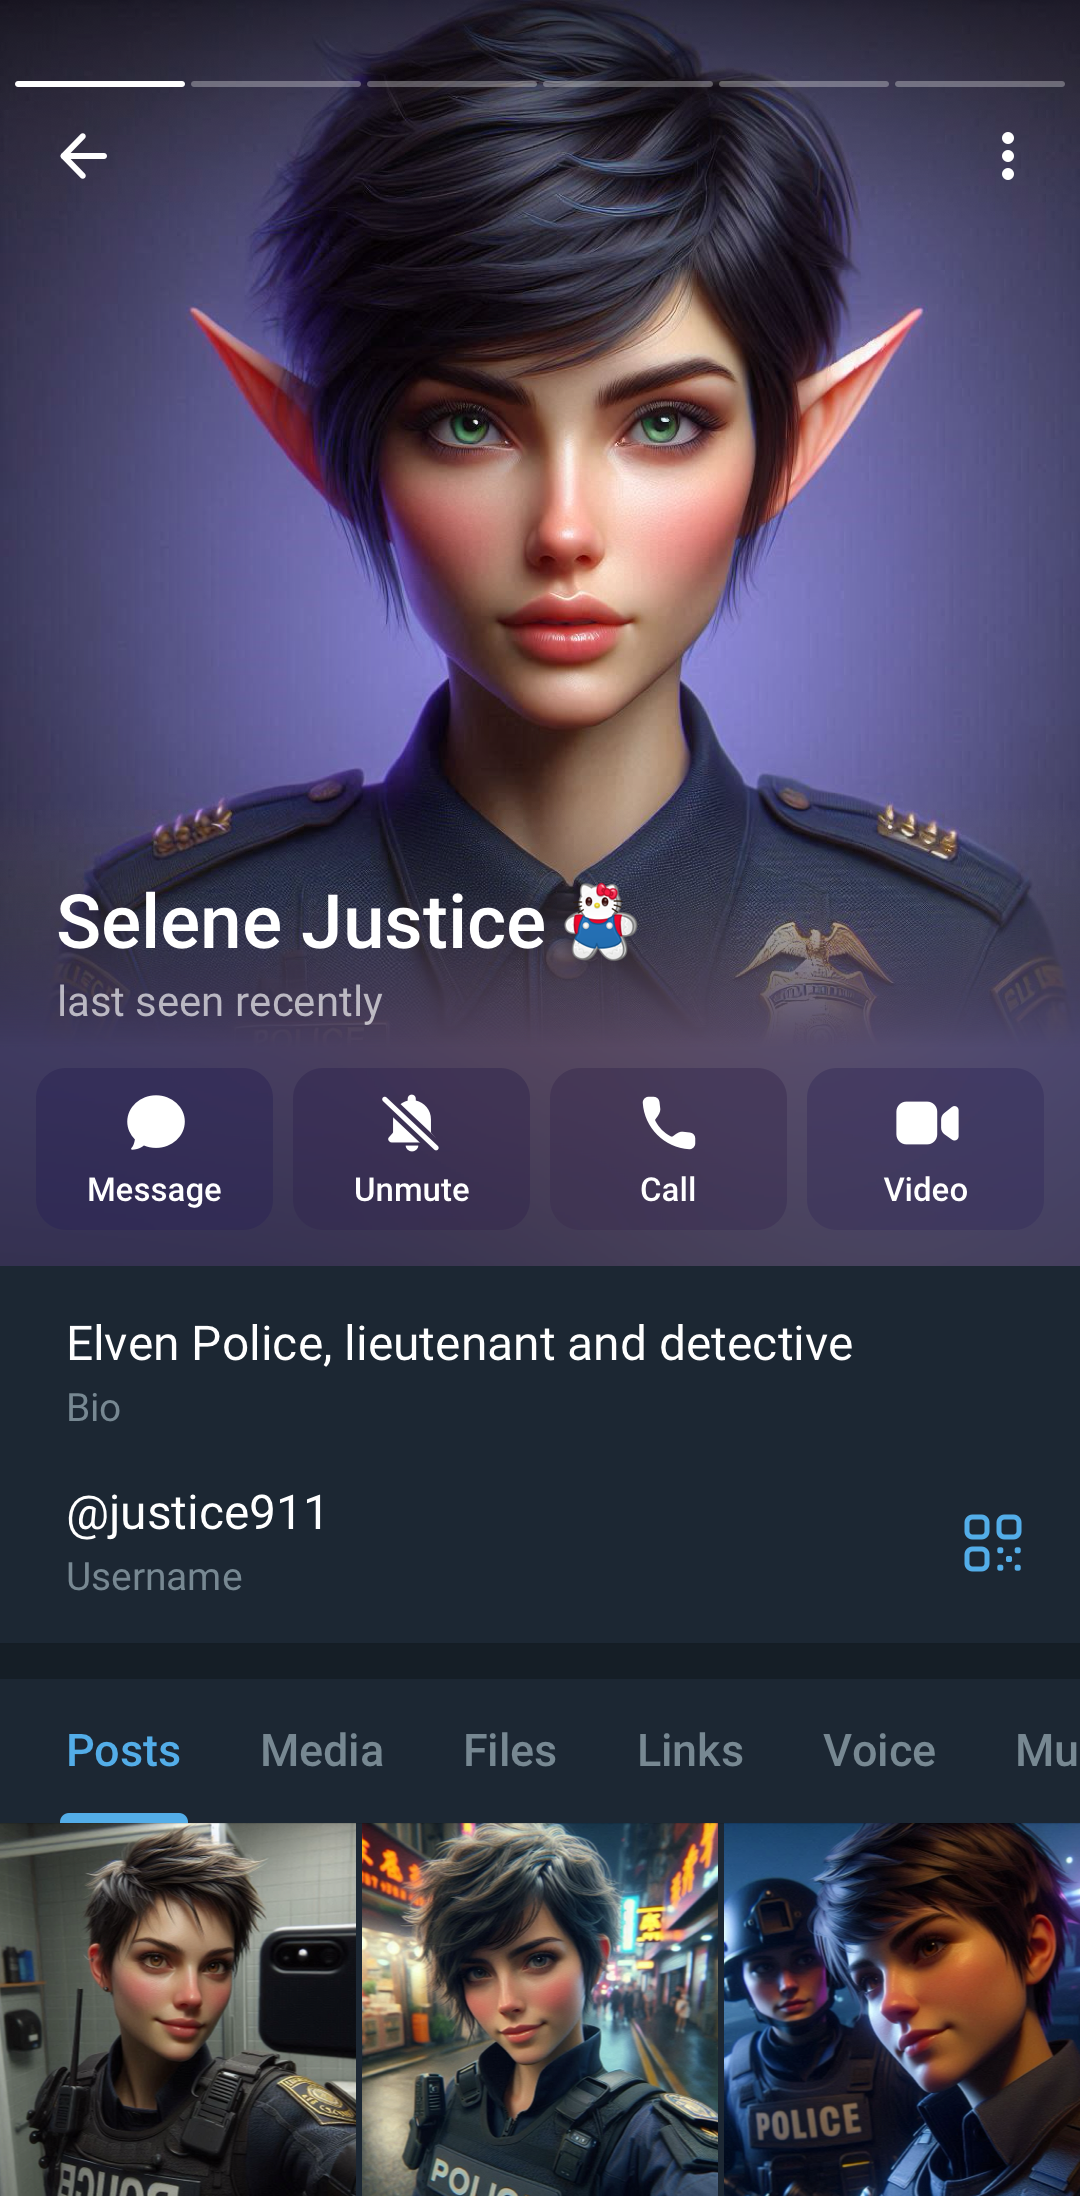 Selene Justice
last seen recently
Message
Unmute
Call
Video
Elven Police, lieutenant and detective
Bio
@justice911
Username
Posts
Media
Files
Links
Voice
Mu
POLICE
POLIC
POLICE